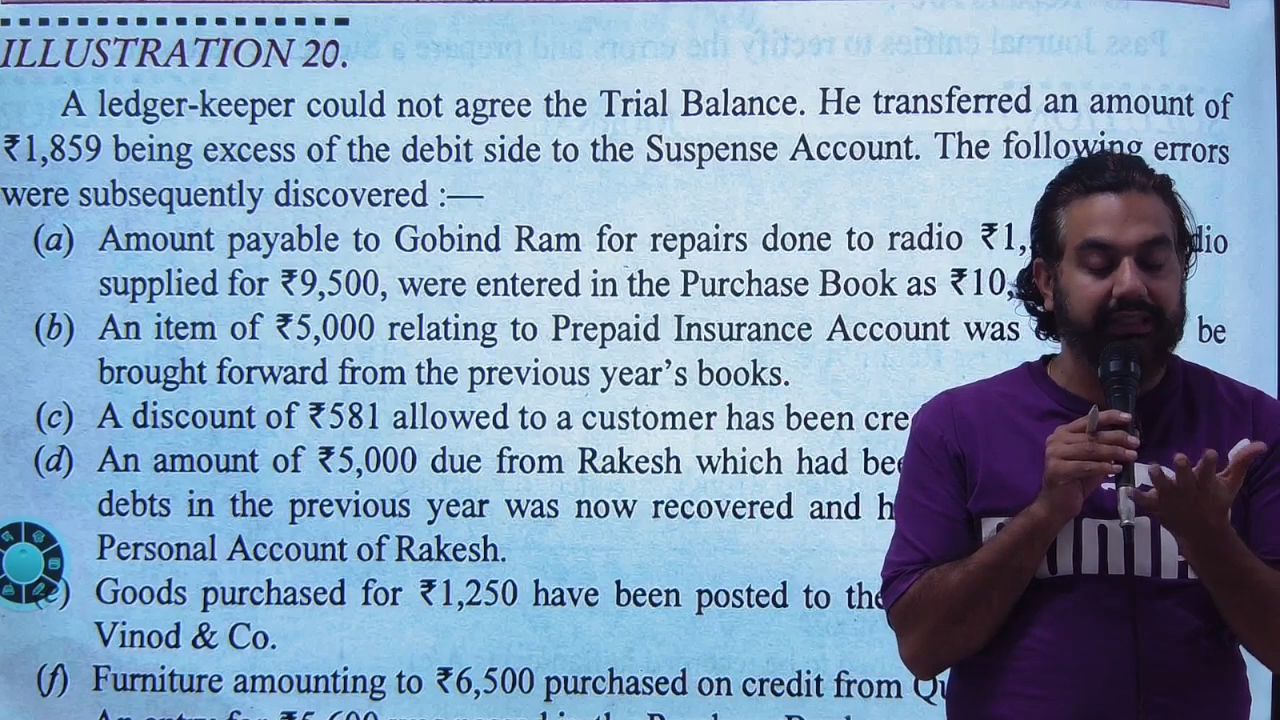 ILLUSTRATION 20.
A ledger-keeper could not agree the Trial Balance. He transferred an amount of
₹1,859 being excess of the debit side to the Suspense Account. The following errors
were subsequently discovered :—
(a) Amount payable to Gobind Ram for repairs done to radio ₹1,
supplied for ₹9,500, were entered in the Purchase Book as ₹10,
(b) An item of ₹5,000 relating to Prepaid Insurance Account was be
brought forward from the previous year's books.
(c) A discount of ₹581 allowed to a customer has been
(d) An amount of ₹5,000 due from Rakesh which had
debts in the previous year was now recovered and
Personal Account of Rakesh.
Goods purchased for ₹1,250 have been posted to
Vinod & Co.
(f) Furniture amounting to ₹6,500 purchased on credit from